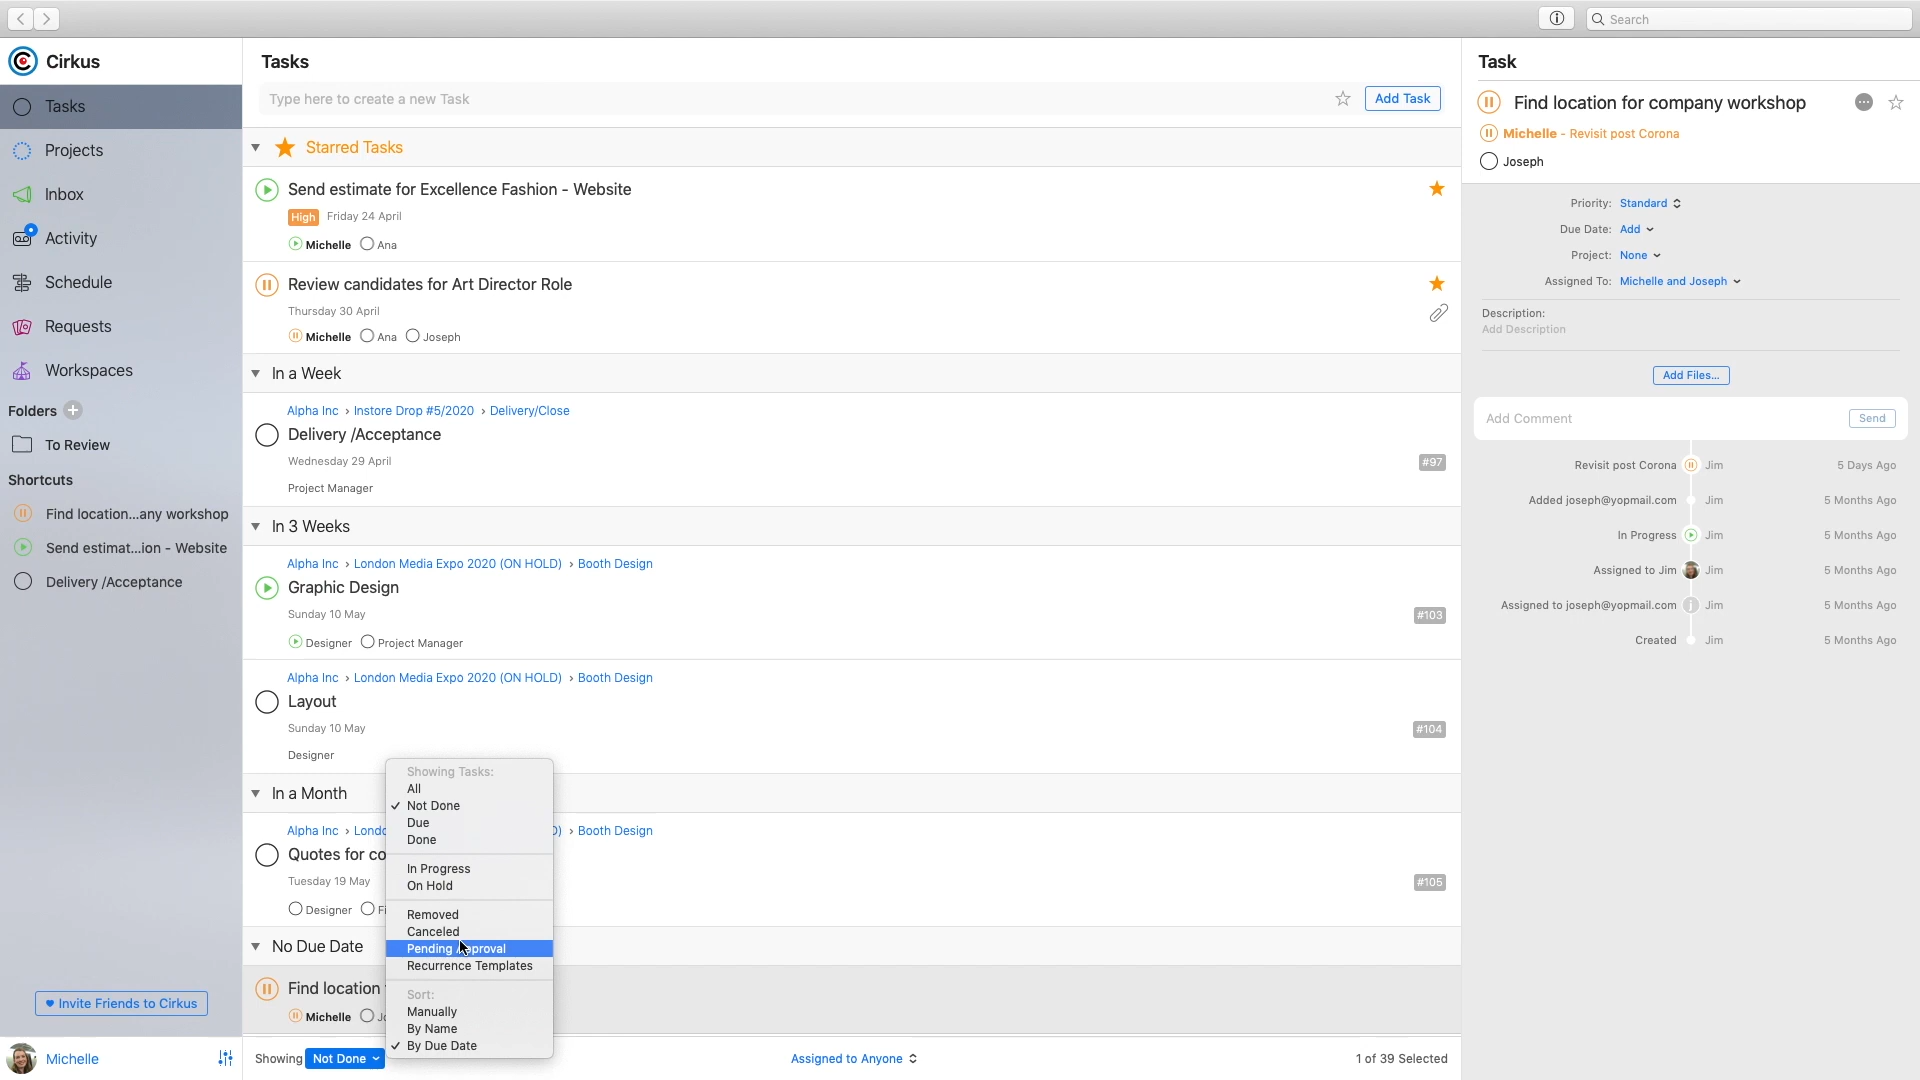 Search
Cirkus
Tasks
Projects
Inbox
Activity
Schedule
Requests
Workspaces
Folders
To Review
Shortcuts
Find location...any workshop
Send estimat...ion - Website
Delivery /Acceptance
Invite Friends to Cirkus
Michelle
Tasks
Type here to create a new Task
Add Task
Starred Tasks
Send estimate for Excellence Fashion - Website
High Friday 24 April
Michelle Ana
Review candidates for Art Director Role
Thursday 30 April
Michelle Ana Joseph
In a Week
Alpha Inc › Instore Drop #5/2020 › Delivery/Close
Delivery /Acceptance
Wednesday 29 April
#97
Project Manager
In 3 Weeks
Alpha Inc › London Media Expo 2020 (ON HOLD) › Booth Design
Graphic Design
Sunday 10 May
#103
Designer Project Manager
Alpha Inc › London Media Expo 2020 (ON HOLD) › Booth Design
Layout
Sunday 10 May
#104
Designer
In a Month
Alpha Inc › › Booth Design
Quotes for
Tuesday 19 May
#105
Designer
No Due Date
Find location
Michelle
Showing Tasks:
All
✓ Not Done
Due
Done
In Progress
On Hold
Removed
Canceled
Pending
Recurrence Templates
Sort:
Manually
By Name
✓ By Due Date
Showing Not Done
Assigned to Anyone
1 of 39 Selected
Task
Find location for company workshop
Michelle - Revisit post Corona
Joseph
Priority: Standard
Due Date: Add
Project: None
Assigned To: Michelle and Joseph
Description:
Add Description
Add Files...
Add Comment
Send
Revisit post Corona Jim 5 Days Ago
Added joseph@yopmail.com Jim 5 Months Ago
In Progress Jim 5 Months Ago
Assigned to Jim Jim 5 Months Ago
Assigned to joseph@yopmail.com Jim 5 Months Ago
Created Jim 5 Months Ago